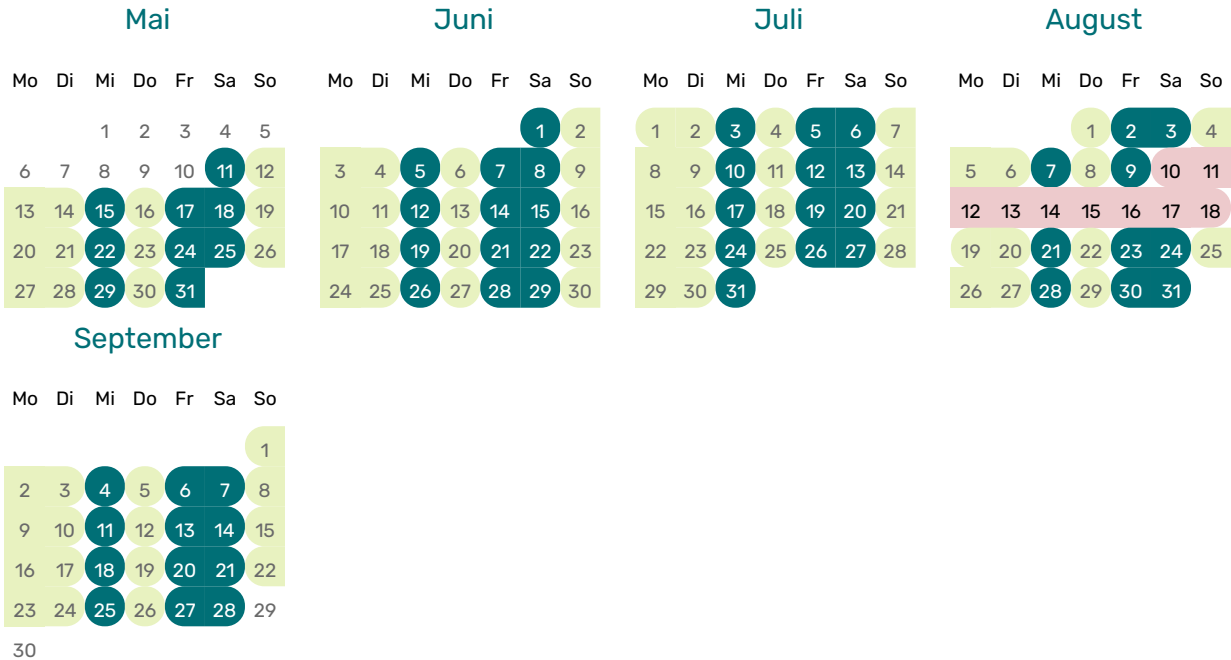 Mai
Mo Di Mi Do Fr Sa So
1 2 3 4 5
6 7 8 9 10 11 12
13 14 15 16 17 18 19
20 21 22 23 24 25 26
27 28 29 30 31
Juni
Mo Di Mi Do Fr Sa So
1 2
3 4 5 6 7 8 9
10 11 12 13 14 15 16
17 18 19 20 21 22 23
24 25 26 27 28 29 30
Juli
Mo Di Mi Do Fr Sa So
1 2 3 4 5 6 7
8 9 10 11 12 13 14
15 16 17 18 19 20 21
22 23 24 25 26 27 28
29 30 31
August
Mo Di Mi Do Fr Sa So
1 2 3 4
5 6 7 8 9 10 11
12 13 14 15 16 17 18
19 20 21 22 23 24 25
26 27 28 29 30 31
September
Mo Di Mi Do Fr Sa So
1
2 3 4 5 6 7 8
9 10 11 12 13 14 15
16 17 18 19 20 21 22
23 24 25 26 27 28 29
30